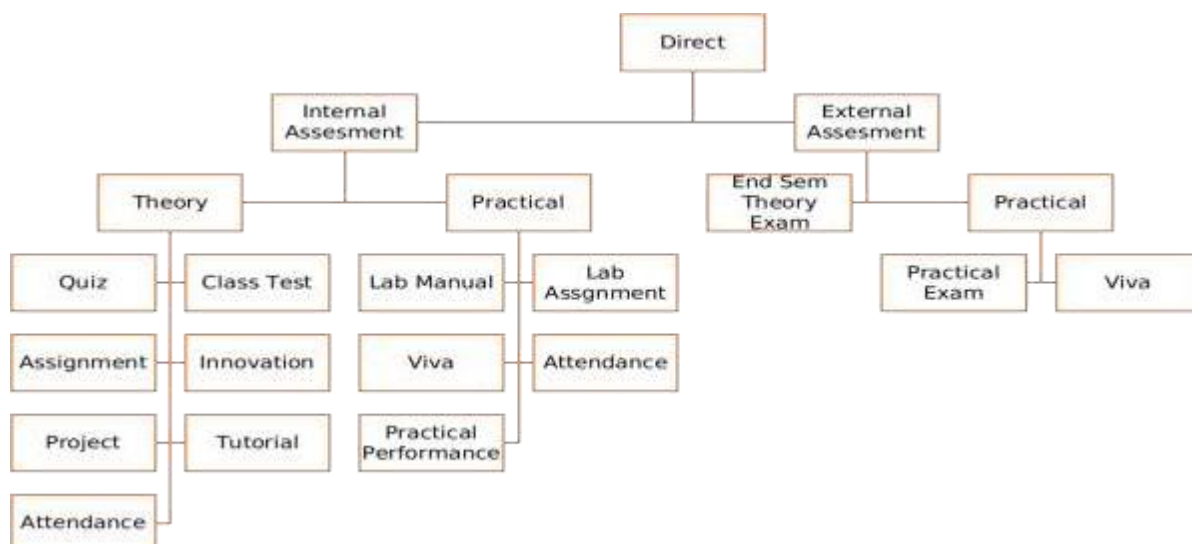 Direct
Internal
Assesment
External
Assesment
Theory
Practical
End Sem
Theory
Exam
Practical
Quiz
Class Test
Lab Manual
Lab
Assgnment
Practical
Exam
Viva
Assignment
Innovation
Viva
Attendance
Project
Tutorial
Practical
Performance
Attendance